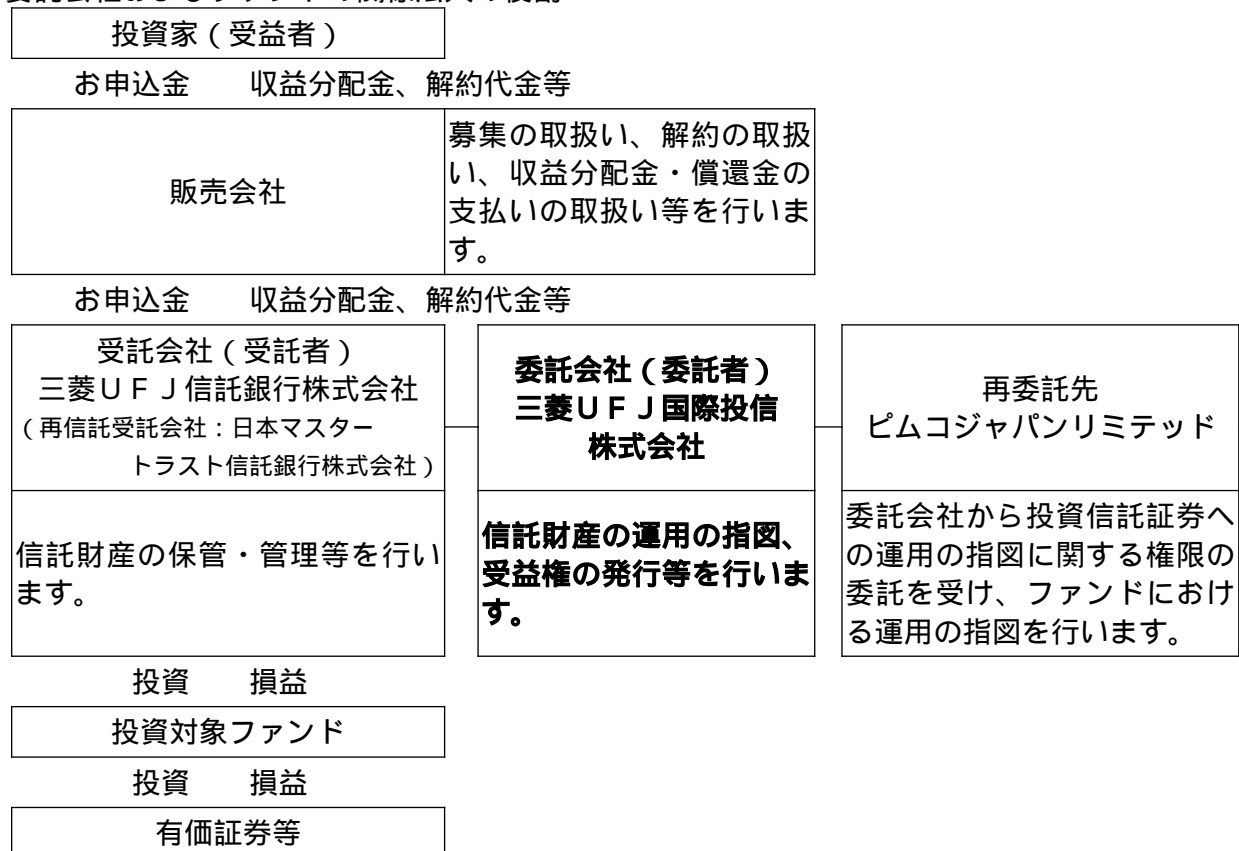 投資家(受益者)
お申込金 収益分配金、解約代金等
販売会社
募集の取扱い、解約の取扱
い、収益分配金・償還金の
支払いの取扱い等を行いま
す。
お申込金 収益分配金、解約代金等
受託会社(受託者)
三菱UFJ信託銀行株式会社
(再信託受託会社:日本マスター
トラスト信託銀行株式会社)
委託会社(委託者)
三菱UFJ国際投信
株式会社
再委託先
ピムコジャパンリミテッド
信託財産の保管・管理等を行い
ます。
信託財産の運用の指図、
受益権の発行等を行いま
す。
委託会社から投資信託証券へ
の運用の指図に関する権限の
委託を受け、ファンドにおけ
る運用の指図を行います。
投資 損益
投資対象ファンド
投資 損益
有価証券等